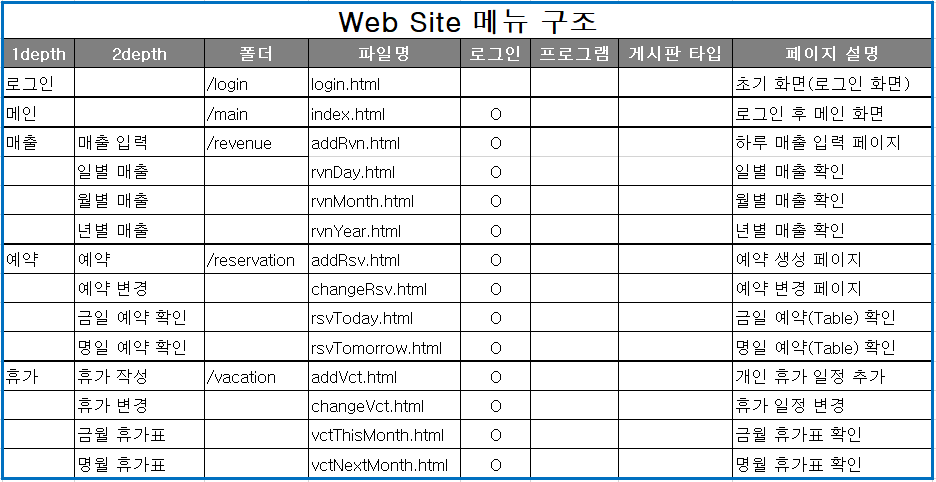 Web Site 메뉴 구조
1depth 2depth 폴더 파일명 로그인 프로그램 게시판 타입 페이지 설명
로그인 /login login.html 초기 화면(로그인 화면)
메인 /main index.html O 로그인 후 메인 화면
매출 매출 입력 /revenue addRvn.html O 하루 매출 입력 페이지
일별 매출 rvnDay.html O 일별 매출 확인
월별 매출 rvnMonth.html O 월별 매출 확인
년별 매출 rvnYear.html O 년별 매출 확인
예약 예약 /reservation addRsv.html O 예약 생성 페이지
예약 변경 changeRsv.html O 예약 변경 페이지
금일 예약 확인 rsvToday.html O 금일 예약(Table) 확인
명일 예약 확인 rsvTomorrow.html O 명일 예약(Table) 확인
휴가 휴가 작성 /vacation addVct.html O 개인 휴가 일정 추가
휴가 변경 changeVct.html O 휴가 일정 변경
금월 휴가표 vctThisMonth.html O 금월 휴가표 확인
명월 휴가표 vctNextMonth.html O 명월 휴가표 확인